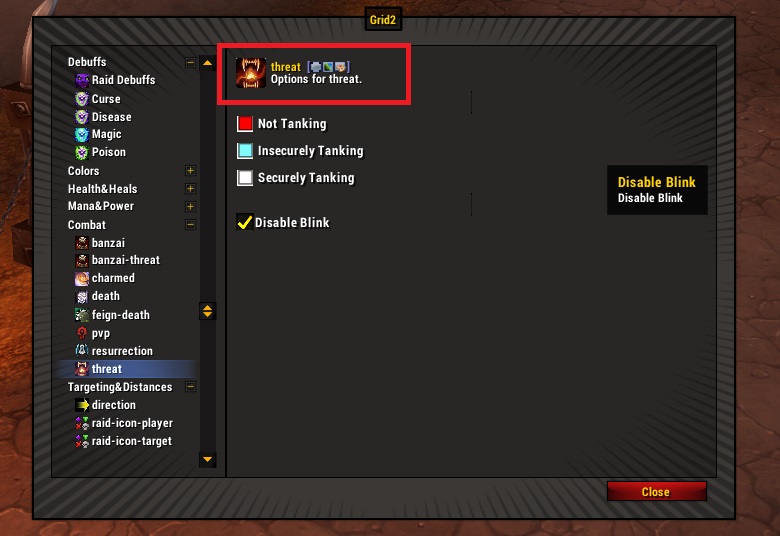 Grid2
Debuffs
Raid Debuffs
Curse
Disease
Magic
Poison
Colors
Health&Heals
Mana&Power
Combat
banzai
banzai-threat
charmed
death
feign-death
pvp
resurrection
threat
Targeting&Distances
direction
raid-icon-player
raid-icon-target
threat
Options for threat.
Not Tanking
Insecurely Tanking
Securely Tanking
Disable Blink
Disable Blink
Disable Blink
Close